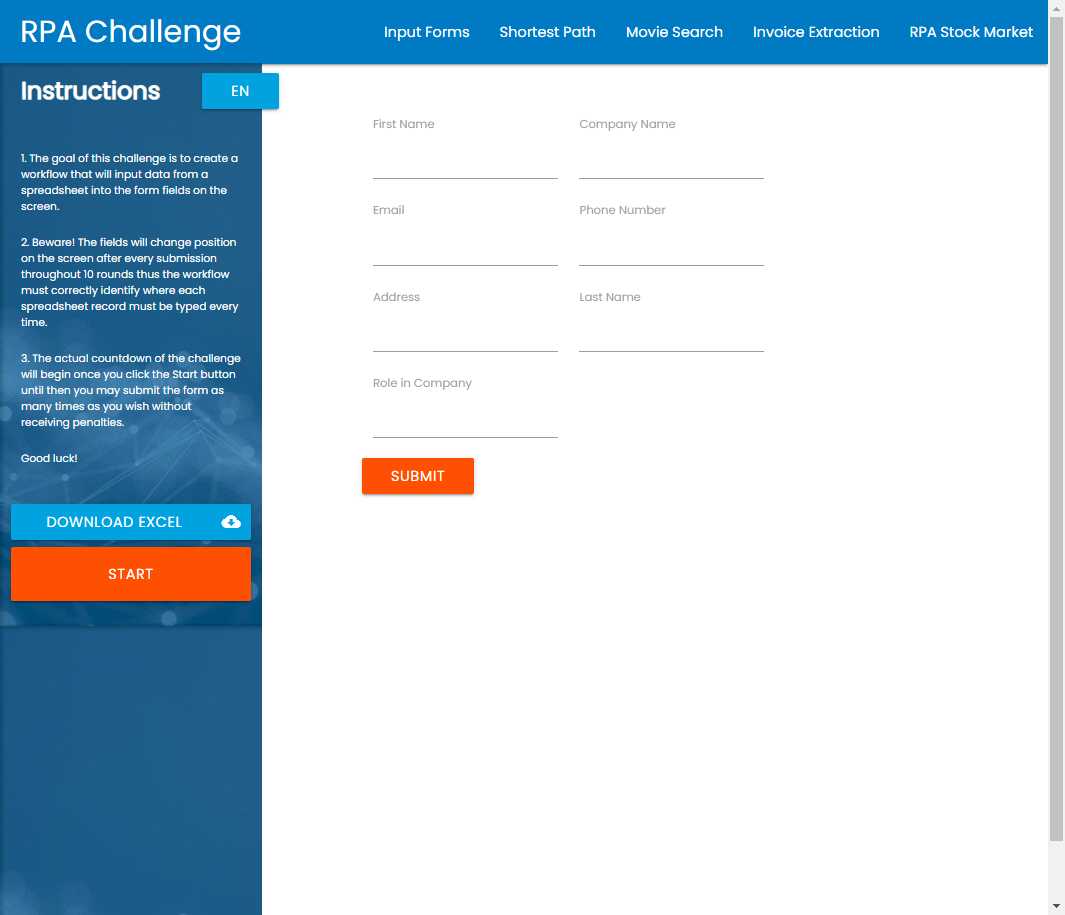 RPA Challenge
Input Forms
Shortest Path
Movie Search
Invoice Extraction
RPA Stock Market
Instructions
EN
1. The goal of this challenge is to create a
workflow that will input data from a
spreadsheet into the form fields on the
screen.
2. Beware! The fields will change position
on the screen after every submission
throughout 10 rounds thus the workflow
must correctly identify where each
spreadsheet record must be typed every
time.
3. The actual countdown of the challenge
will begin once you click the Start button
until then you may submit the form as
many times as you wish without
receiving penalties.
Good luck!
DOWNLOAD EXCEL
START
First Name
Company Name
Email
Phone Number
Address
Last Name
Role in Company
SUBMIT